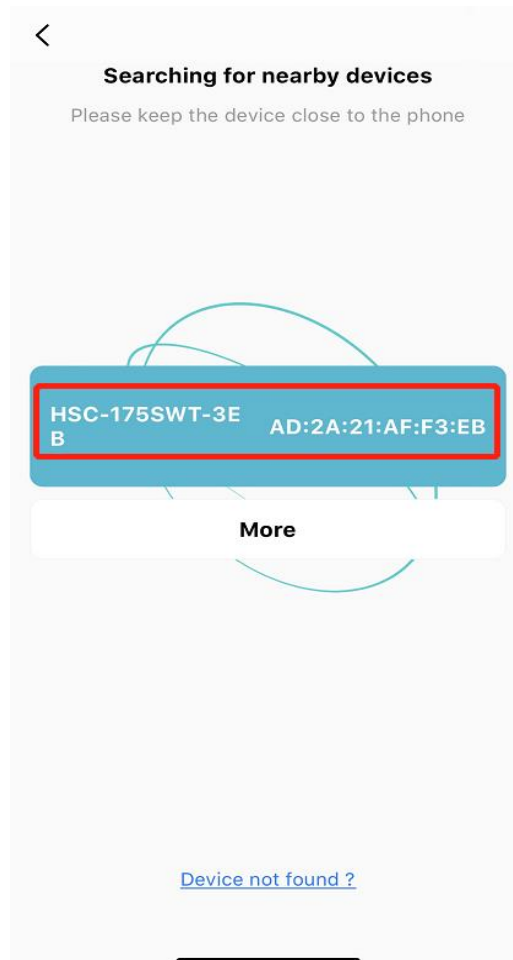 Searching for nearby devices
Please keep the device close to the phone
HSC-175SWT-3E
B
AD:2A:21:AF:F3:EB
More
Device not found ?